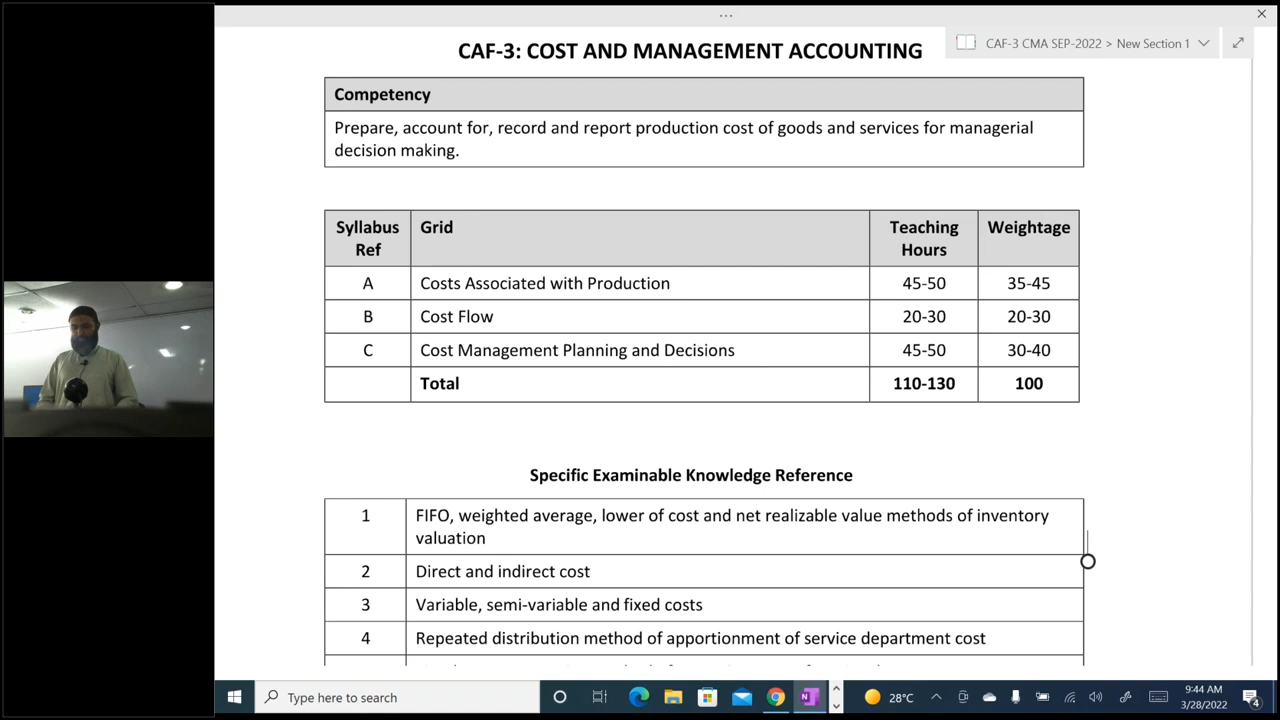 CAF-3: COST AND MANAGEMENT ACCOUNTING
CAF-3 CMA SEP-2022 > New Section 1
Competency
Prepare, account for, record and report production cost of goods and services for managerial
decision making.
Syllabus Ref Grid Teaching Hours Weightage
A Costs Associated with Production 45-50 35-45
B Cost Flow 20-30 20-30
C Cost Management Planning and Decisions 45-50 30-40
Total 110-130 100
Specific Examinable Knowledge Reference
1 FIFO, weighted average, lower of cost and net realizable value methods of inventory
valuation
2 Direct and indirect cost
3 Variable, semi-variable and fixed costs
4 Repeated distribution method of apportionment of service department cost
Type here to search
28°C
9:44 AM
3/28/2022
4